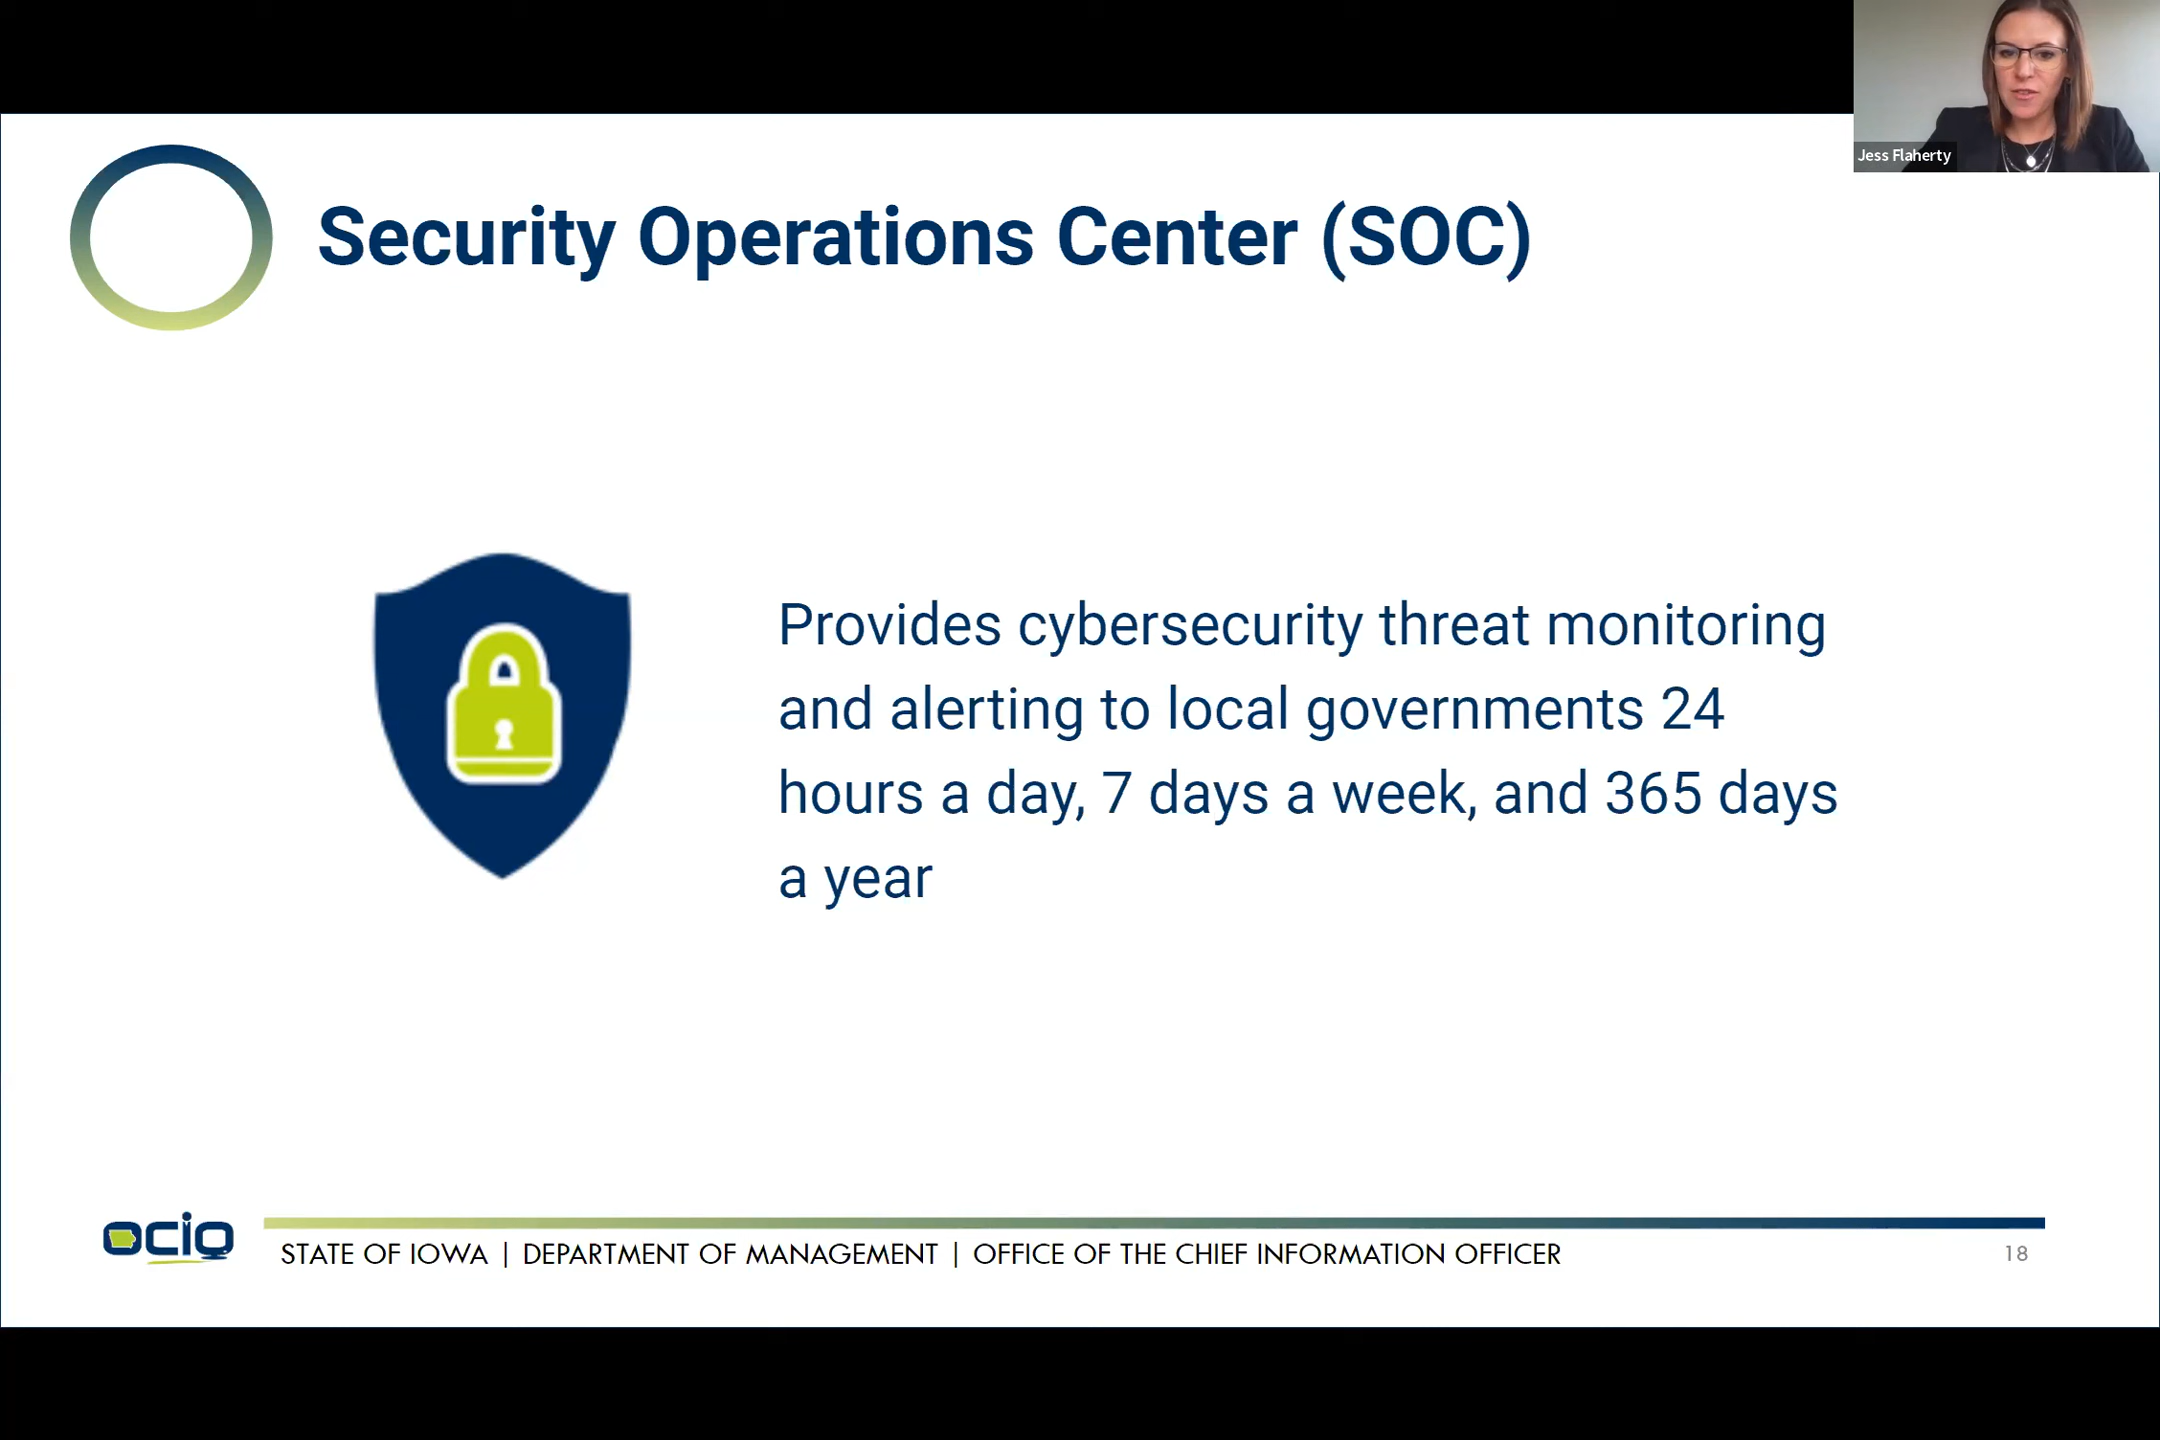 Jess Flaherty
Security Operations Center (SOC)
Provides cybersecurity threat monitoring
and alerting to local governments 24
hours a day, 7 days a week, and 365 days
a year
ocio
STATE OF IOWA | DEPARTMENT OF MANAGEMENT | OFFICE OF THE CHIEF INFORMATION OFFICER
18